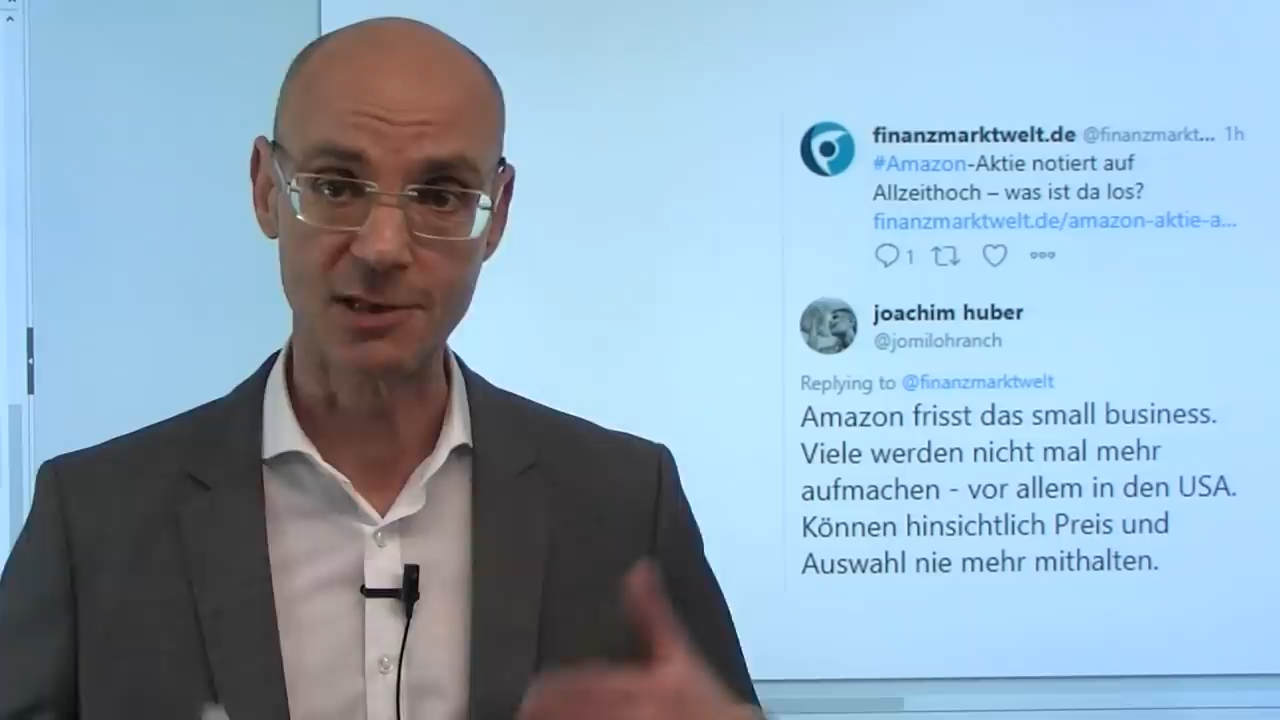 finanzmarktwelt.de @finanzmarkt... 1h
#Amazon-Aktie notiert auf
Allzeithoch – was ist da los?
finanzmarktwelt.de/amazon-aktie-a...
1
joachim huber
@jomilohranch
Replying to @finanzmarktwelt
Amazon frisst das small business.
Viele werden nicht mal mehr
aufmachen - vor allem in den USA.
Können hinsichtlich Preis und
Auswahl nie mehr mithalten.